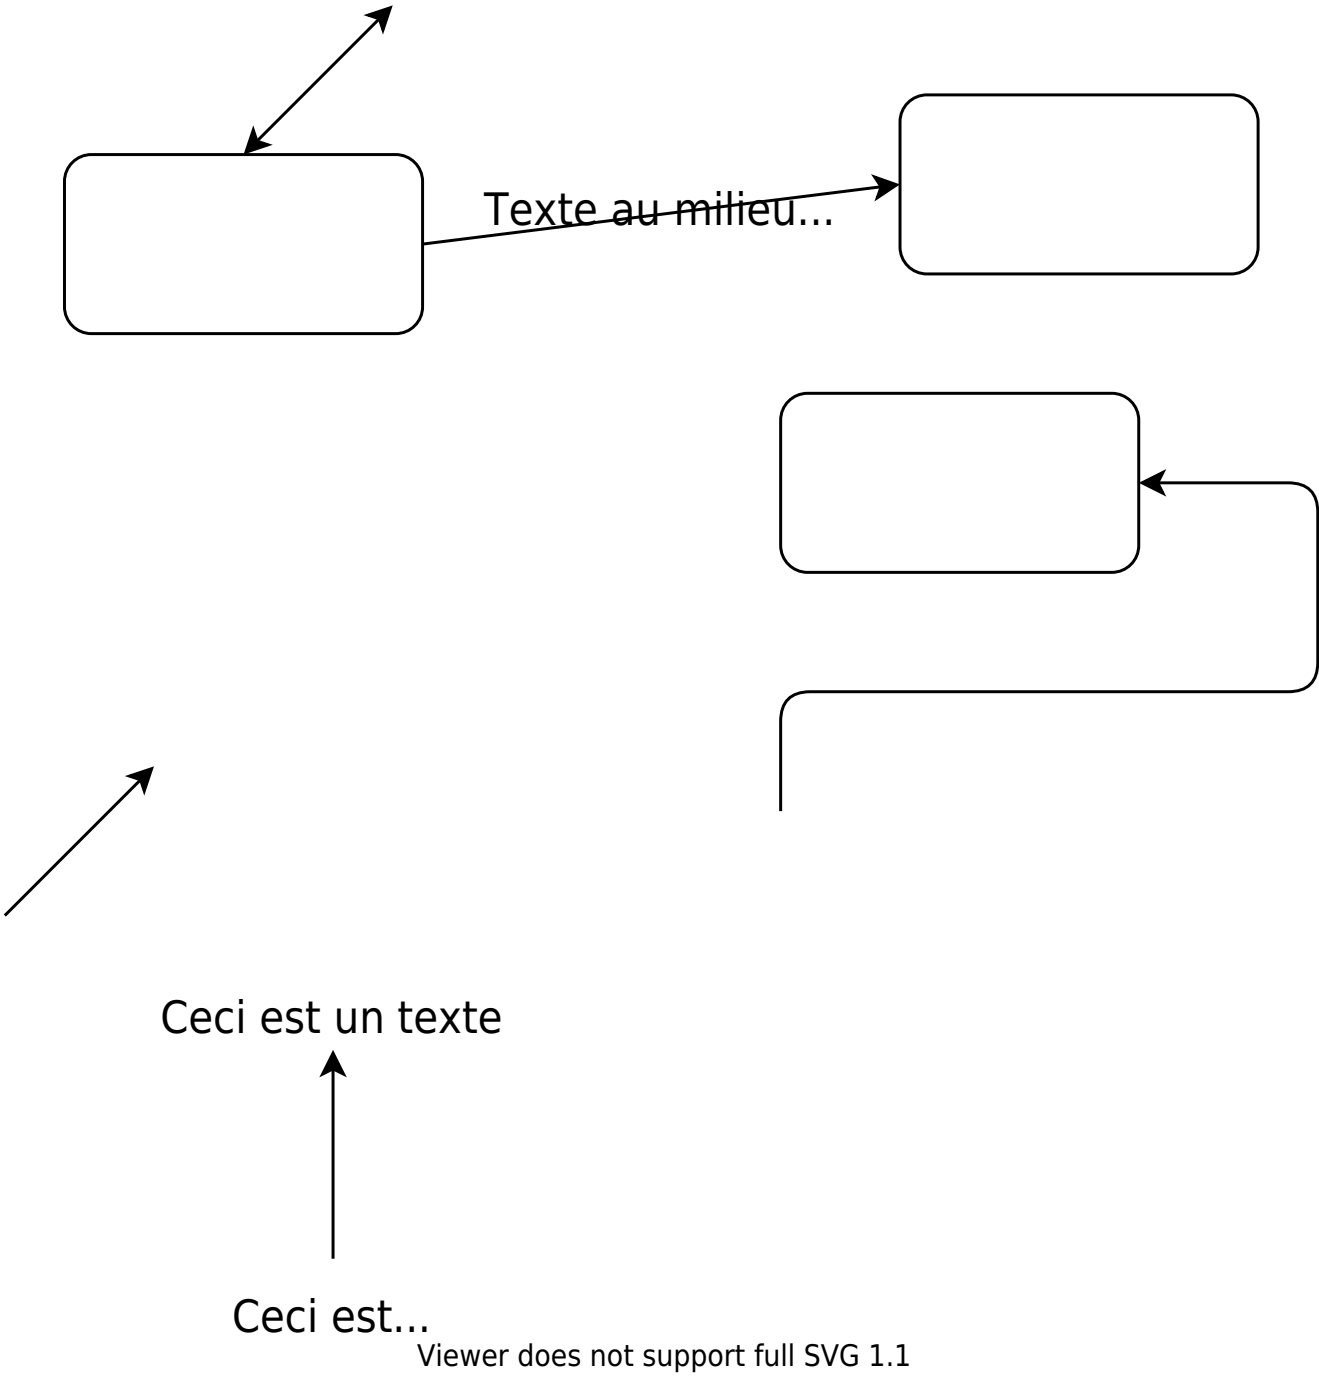 Texte au milieu...
Ceci est un texte
Ceci est...
Viewer does not support full SVG 1.1